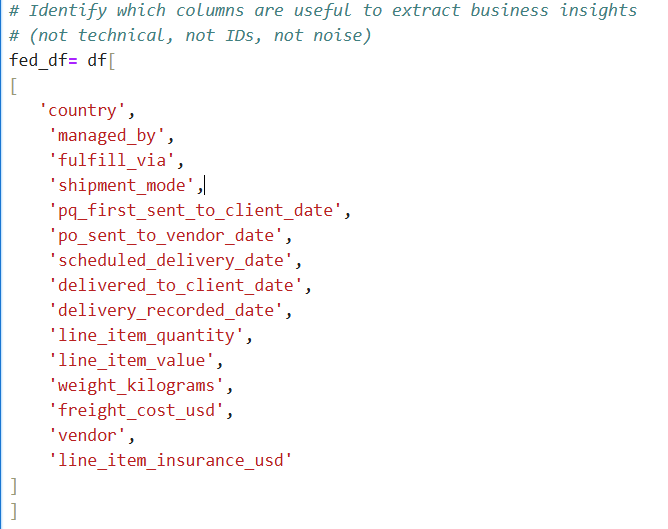 # Identify which columns are useful to extract business insights
# (not technical, not IDs, not noise)
fed_df= df[
[
   'country',
    'managed_by',
    'fulfill_via',
    'shipment_mode',
    'pq_first_sent_to_client_date',
    'po_sent_to_vendor_date',
    'scheduled_delivery_date',
    'delivered_to_client_date',
    'delivery_recorded_date',
    'line_item_quantity',
    'line_item_value',
    'weight_kilograms',
    'freight_cost_usd',
    'vendor',
    'line_item_insurance_usd'
]
]